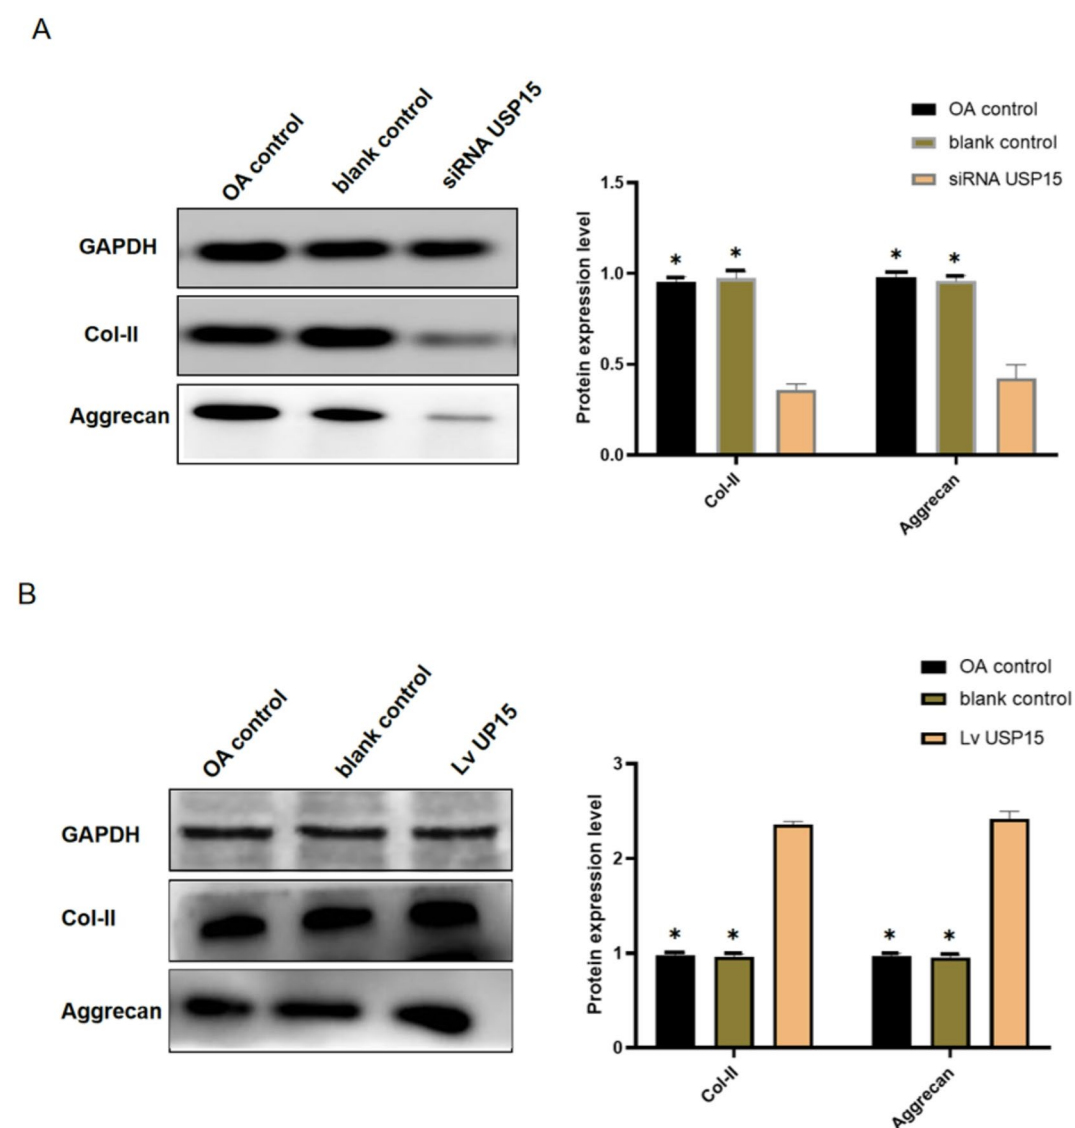 A
OA control
blank control
siRNA USP15
GAPDH
Col-II
Aggrecan
OA control
blank control
siRNA USP15
Protein expression level
1.5
1.0
0.5
0.0
* * * *
Col-II
Aggrecan
B
OA control
blank control
Lv UP15
GAPDH
Col-II
Aggrecan
OA control
blank control
Lv USP15
Protein expression level
3
2
1
0
* * * *
Col-II
Aggrecan